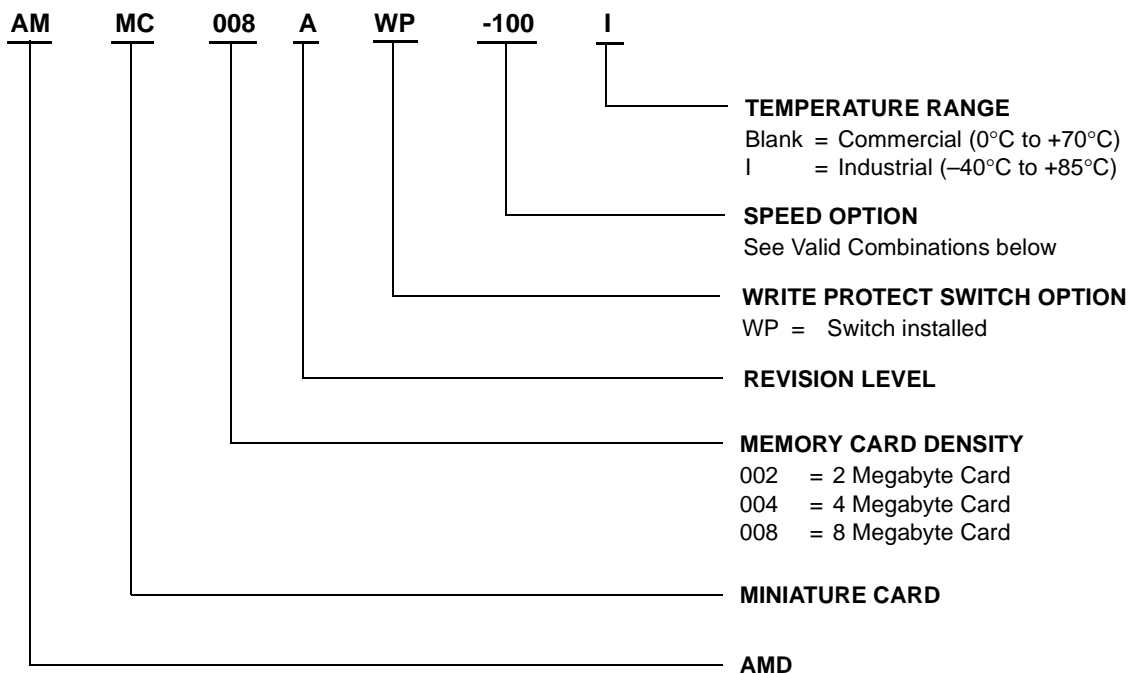 AM MC 008 A WP -100 I
TEMPERATURE RANGE
Blank = Commercial (0°C to +70°C)
I = Industrial (–40°C to +85°C)
SPEED OPTION
See Valid Combinations below
WRITE PROTECT SWITCH OPTION
WP = Switch installed
REVISION LEVEL
MEMORY CARD DENSITY
002 = 2 Megabyte Card
004 = 4 Megabyte Card
008 = 8 Megabyte Card
MINIATURE CARD
AMD